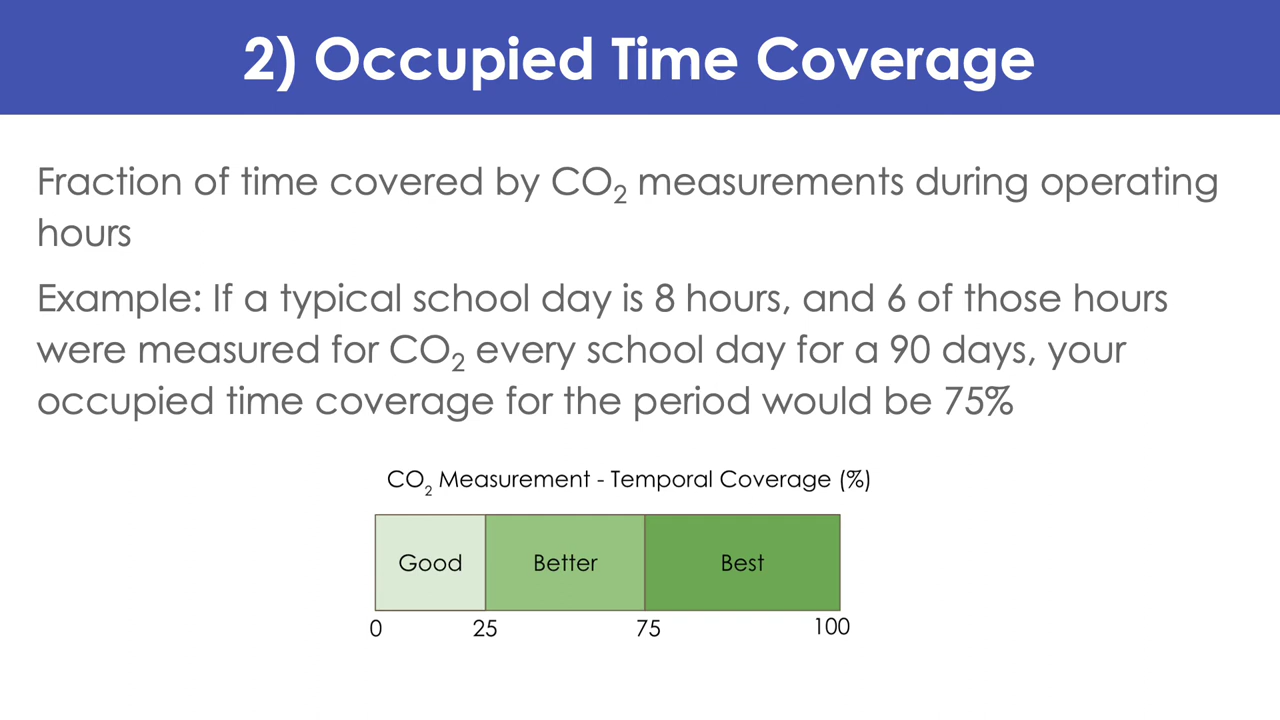 2) Occupied Time Coverage
Fraction of time covered by CO₂ measurements during operating
hours
Example: If a typical school day is 8 hours, and 6 of those hours
were measured for CO₂ every school day for a 90 days, your
occupied time coverage for the period would be 75%
CO₂ Measurement - Temporal Coverage (%)
Good Better Best
0 25 75 100